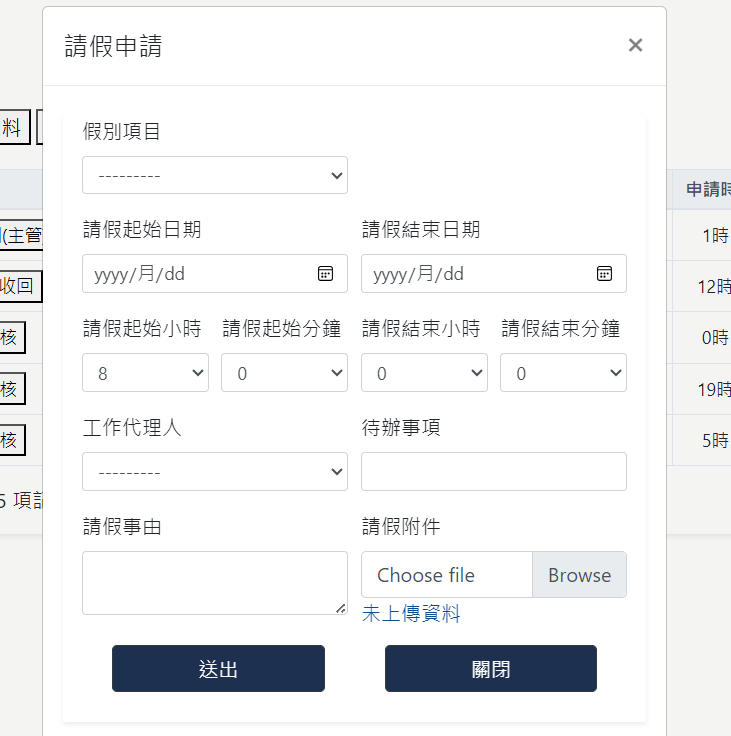 請假申請
×
料
假別項目
---------
申請時
請假起始日期 請假結束日期
(主管
1時
yyyy/月/dd yyyy/月/dd
收回
12時
請假起始小時 請假起始分鐘 請假結束小時 請假結束分鐘
核
0時
8 0 0 0
核
19時
工作代理人 待辦事項
核
5時
---------
5 項記
請假事由 請假附件
Choose file Browse
未上傳資料
送出 關閉